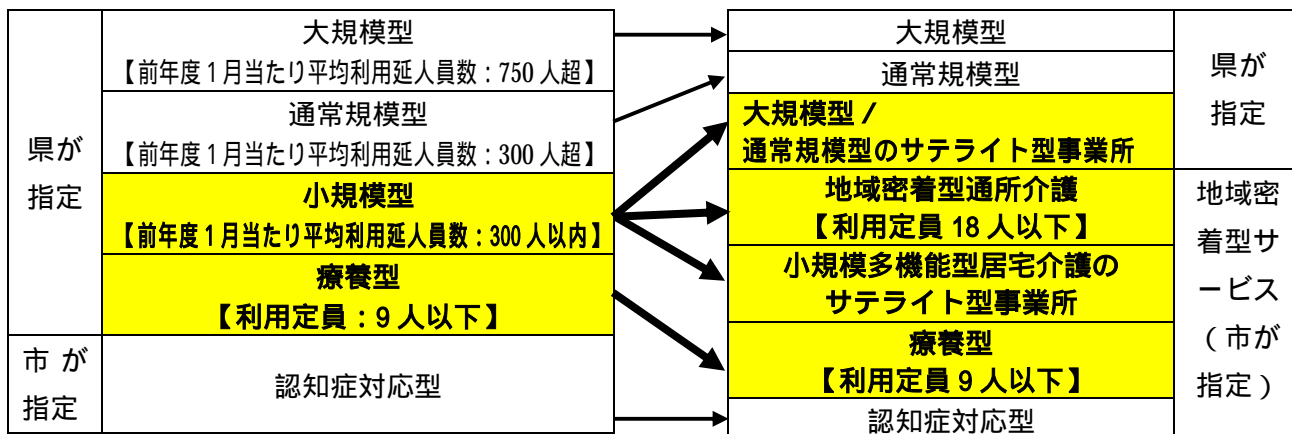 県が
指定
大規模型
【前年度1月当たり平均利用延人員数:750人超】
通常規模型
【前年度1月当たり平均利用延人員数:300人超】
小規模型
【前年度1月当たり平均利用延人員数:300人以内】
療養型
【利用定員:9人以下】
市が
指定
認知症対応型
大規模型
通常規模型
大規模型/
通常規模型のサテライト型事業所
県が
指定
地域密着型通所介護
【利用定員18人以下】
小規模多機能型居宅介護の
サテライト型事業所
療養型
【利用定員9人以下】
認知症対応型
地域密
着型サ
ービス
(市が
指定)